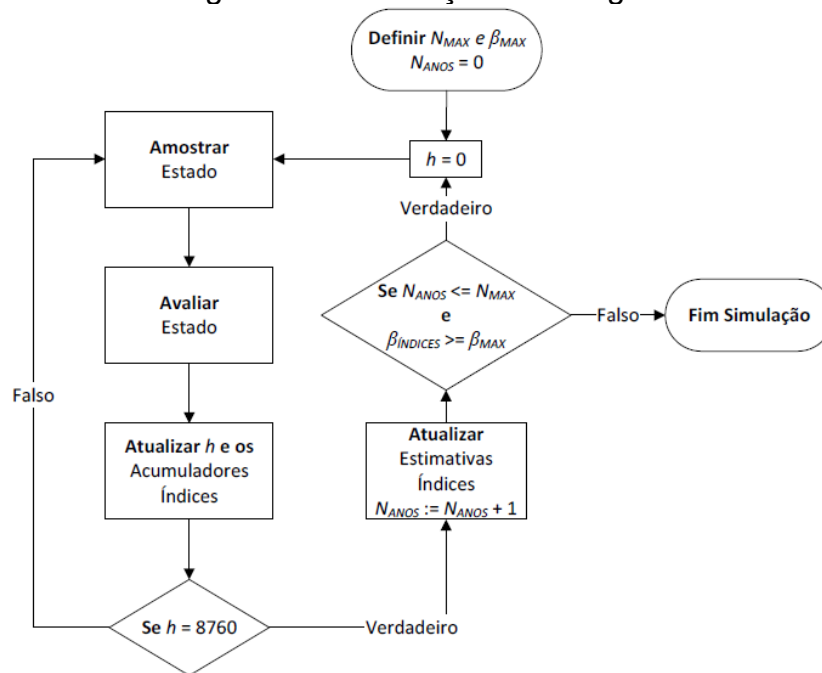 Definir N_MAX e β_MAX
N_ANOS = 0
Amostrar
Estado
h = 0
Verdadeiro
Avaliar
Estado
Se N_ANOS <= N_MAX
e
β_ÍNDICES >= β_MAX
Falso
Fim Simulação
Falso
Atualizar h e os
Acumuladores
Índices
Atualizar
Estimativas
Índices
N_ANOS := N_ANOS + 1
Se h = 8760
Verdadeiro